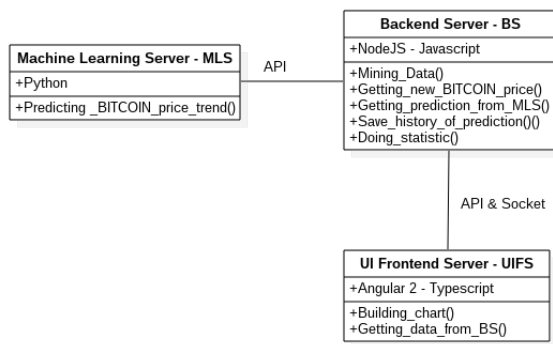 Machine Learning Server - MLS
+Python
+Predicting _BITCOIN_price_trend()
API
Backend Server - BS
+NodeJS - Javascript
+Mining_Data()
+Getting_new_BITCOIN_price()
+Getting_prediction_from_MLS()
+Save_history_of_prediction()()
+Doing_statistic()
API & Socket
UI Frontend Server - UIFS
+Angular 2 - Typescript
+Building_chart()
+Getting_data_from_BS()